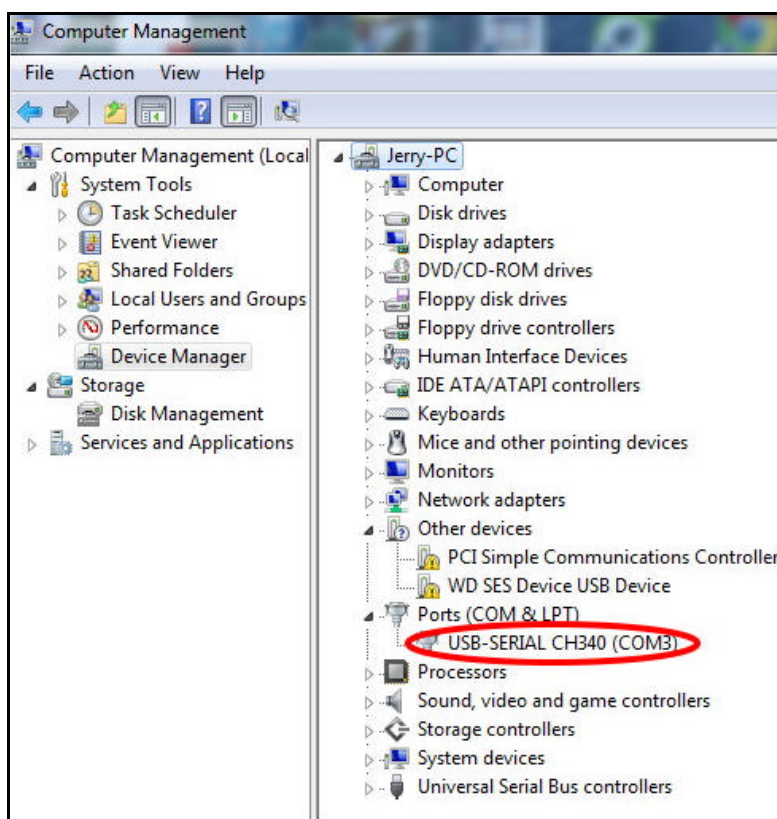 Computer Management
File Action View Help
Computer Management (Local
System Tools
Task Scheduler
Event Viewer
Shared Folders
Local Users and Groups
Performance
Device Manager
Storage
Disk Management
Services and Applications
Jerry-PC
Computer
Disk drives
Display adapters
DVD/CD-ROM drives
Floppy disk drives
Floppy drive controllers
Human Interface Devices
IDE ATA/ATAPI controllers
Keyboards
Mice and other pointing devices
Monitors
Network adapters
Other devices
PCI Simple Communications Controller
WD SES Device USB Device
Ports (COM & LPT)
USB-SERIAL CH340 (COM3)
Processors
Sound, video and game controllers
Storage controllers
System devices
Universal Serial Bus controllers